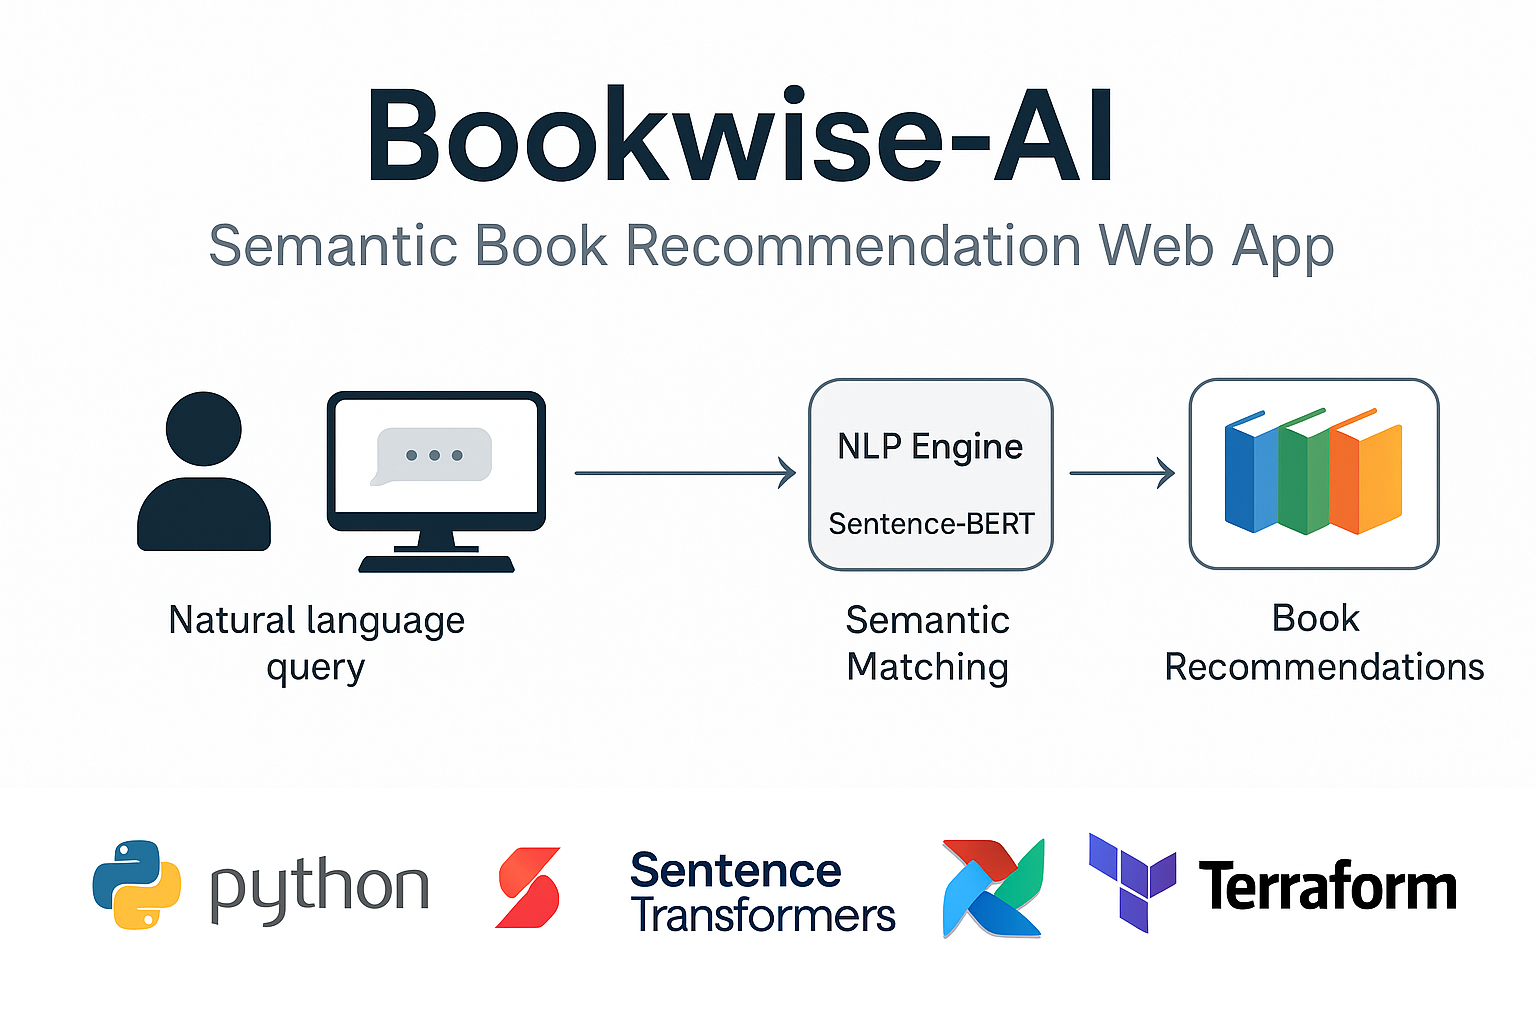 Bookwise-AI
Semantic Book Recommendation Web App
NLP Engine
Sentence-BERT
Natural language
query
Semantic
Matching
Book
Recommendations
python
Sentence
Transformers
Terraform